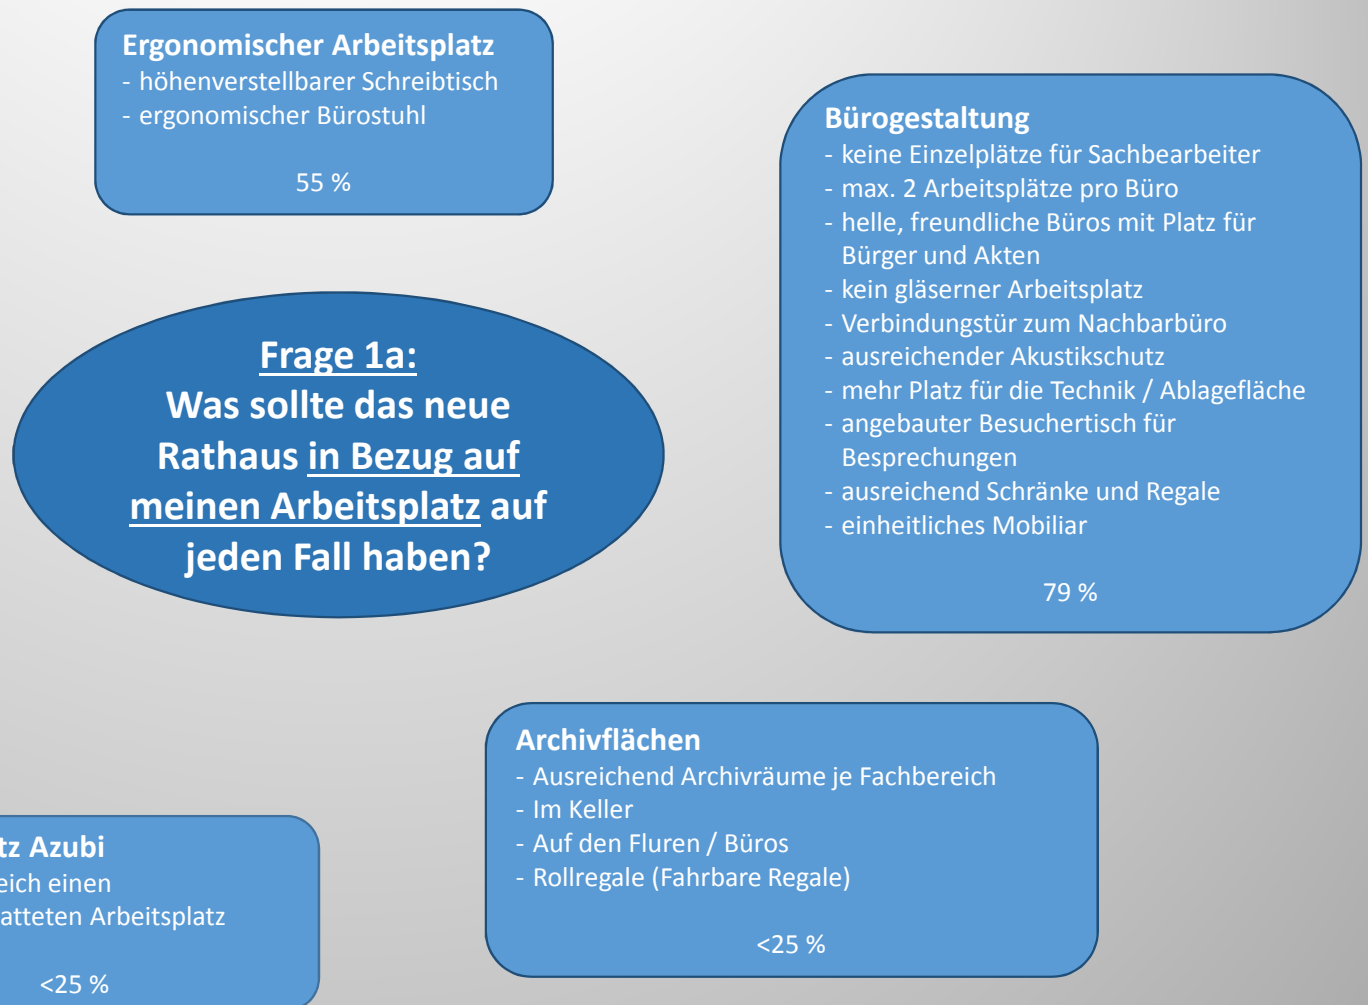 Ergonomischer Arbeitsplatz
- höhenverstellbarer Schreibtisch
- ergonomischer Bürostuhl
55 %
Bürogestaltung
- keine Einzelplätze für Sachbearbeiter
- max. 2 Arbeitsplätze pro Büro
- helle, freundliche Büros mit Platz für
Bürger und Akten
- kein gläserner Arbeitsplatz
- Verbindungstür zum Nachbarbüro
- ausreichender Akustikschutz
- mehr Platz für die Technik / Ablagefläche
- angebauter Besuchertisch für
Besprechungen
- ausreichend Schränke und Regale
- einheitliches Mobiliar
79 %
Frage 1a:
Was sollte das neue
Rathaus in Bezug auf
meinen Arbeitsplatz auf
jeden Fall haben?
Archivflächen
- Ausreichend Archivräume je Fachbereich
- Im Keller
- Auf den Fluren / Büros
- Rollregale (Fahrbare Regale)
<25 %
tz Azubi
eich einen
atteten Arbeitsplatz
<25 %